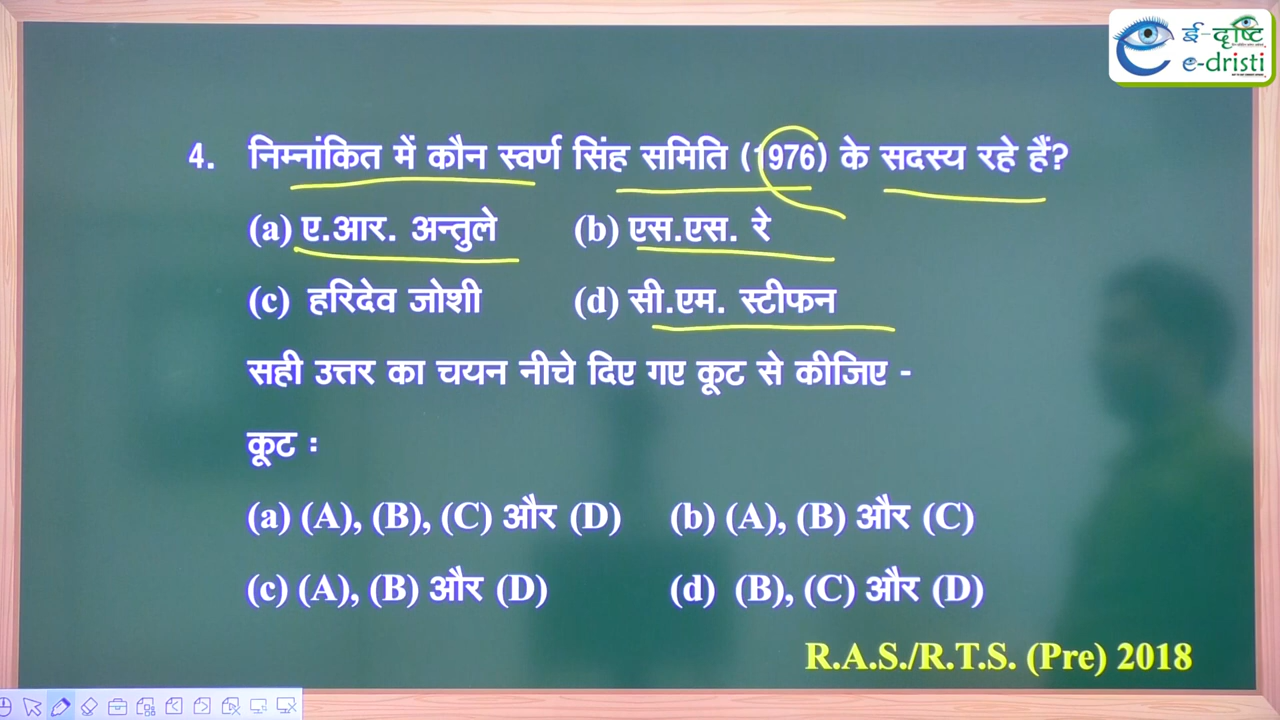 ई-दृष्टि
e-dristi
4. निम्नांकित में कौन स्वर्ण सिंह समिति (1976) के सदस्य रहे हैं?
(a) ए.आर. अन्तुले (b) एस.एस. रे
(c) हरिदेव जोशी (d) सी.एम. स्टीफन
सही उत्तर का चयन नीचे दिए गए कूट से कीजिए -
कूट :
(a) (A), (B), (C) और (D) (b) (A), (B) और (C)
(c) (A), (B) और (D) (d) (B), (C) और (D)
R.A.S./R.T.S. (Pre) 2018